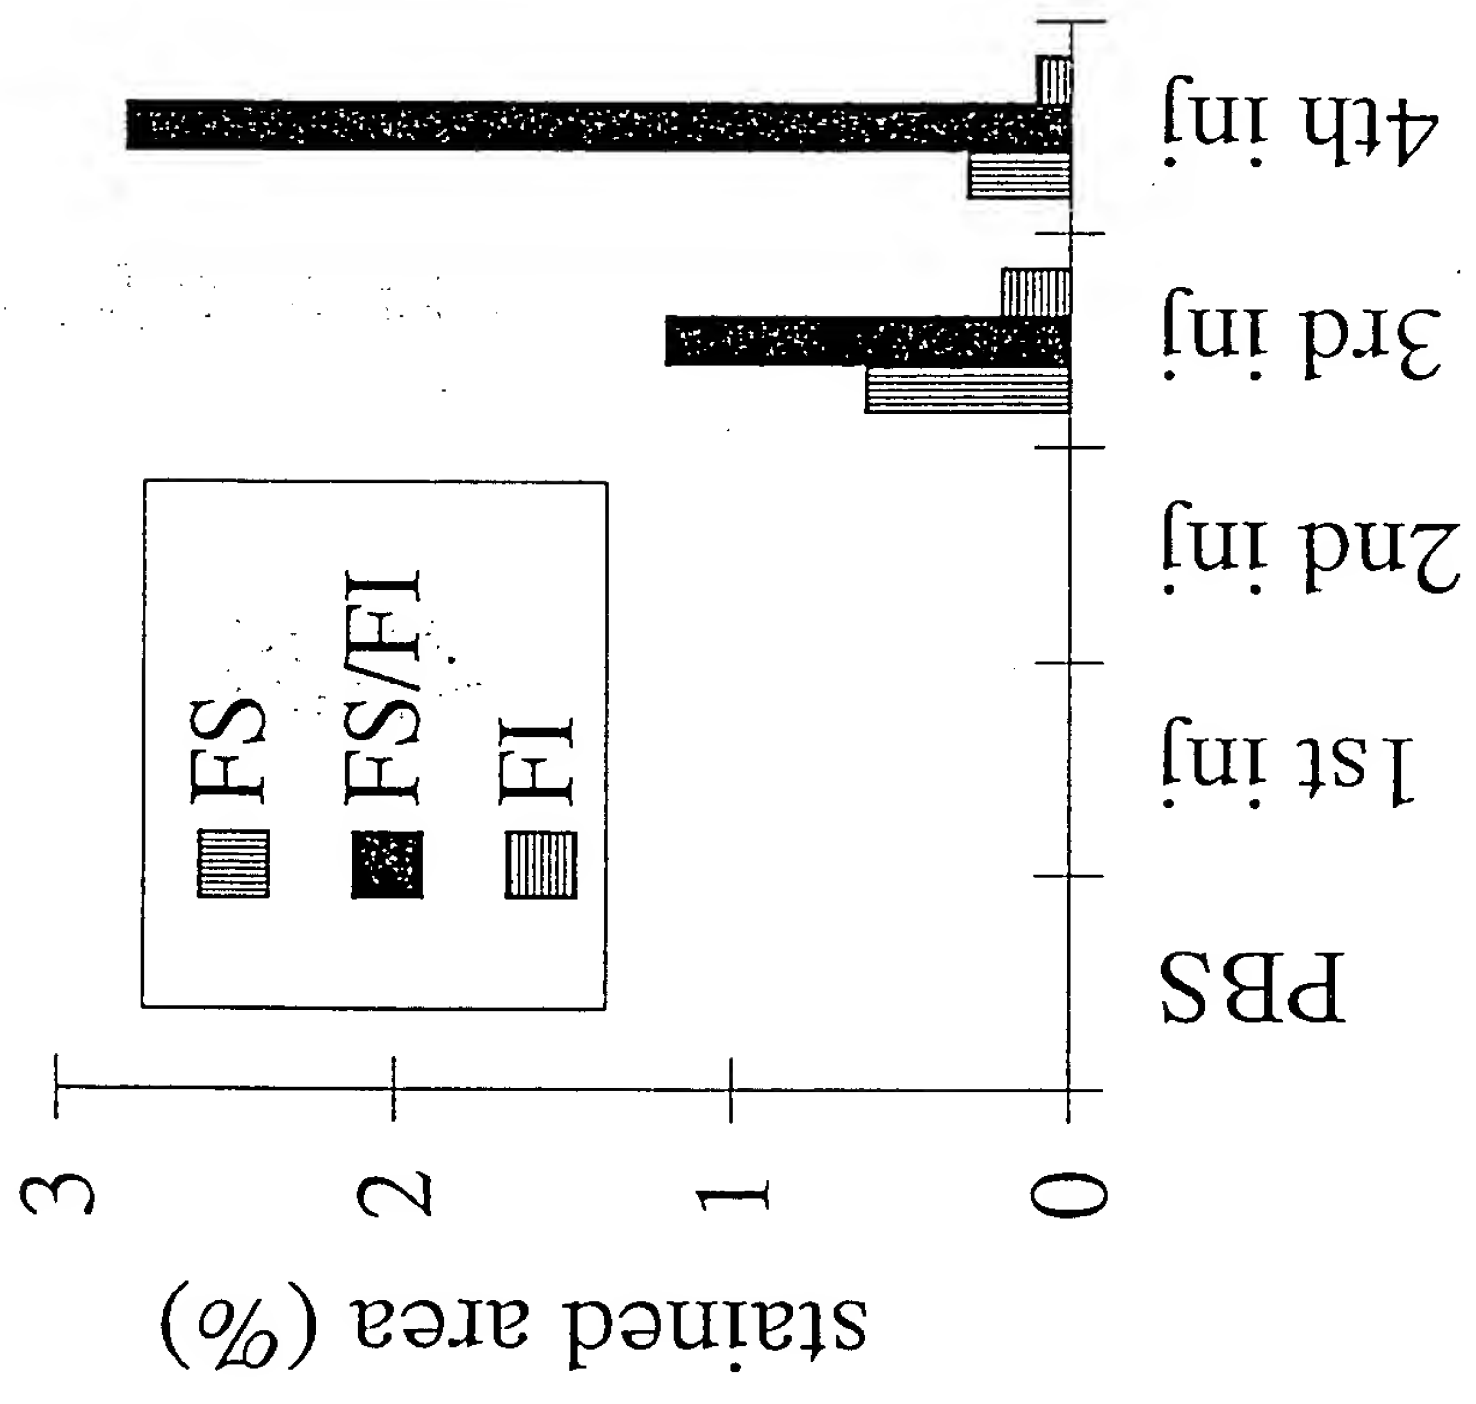 stained area (%)
3
2
1
0
FS
FS/FI
FI
PBS
1st inj
2nd inj
3rd inj
4th inj